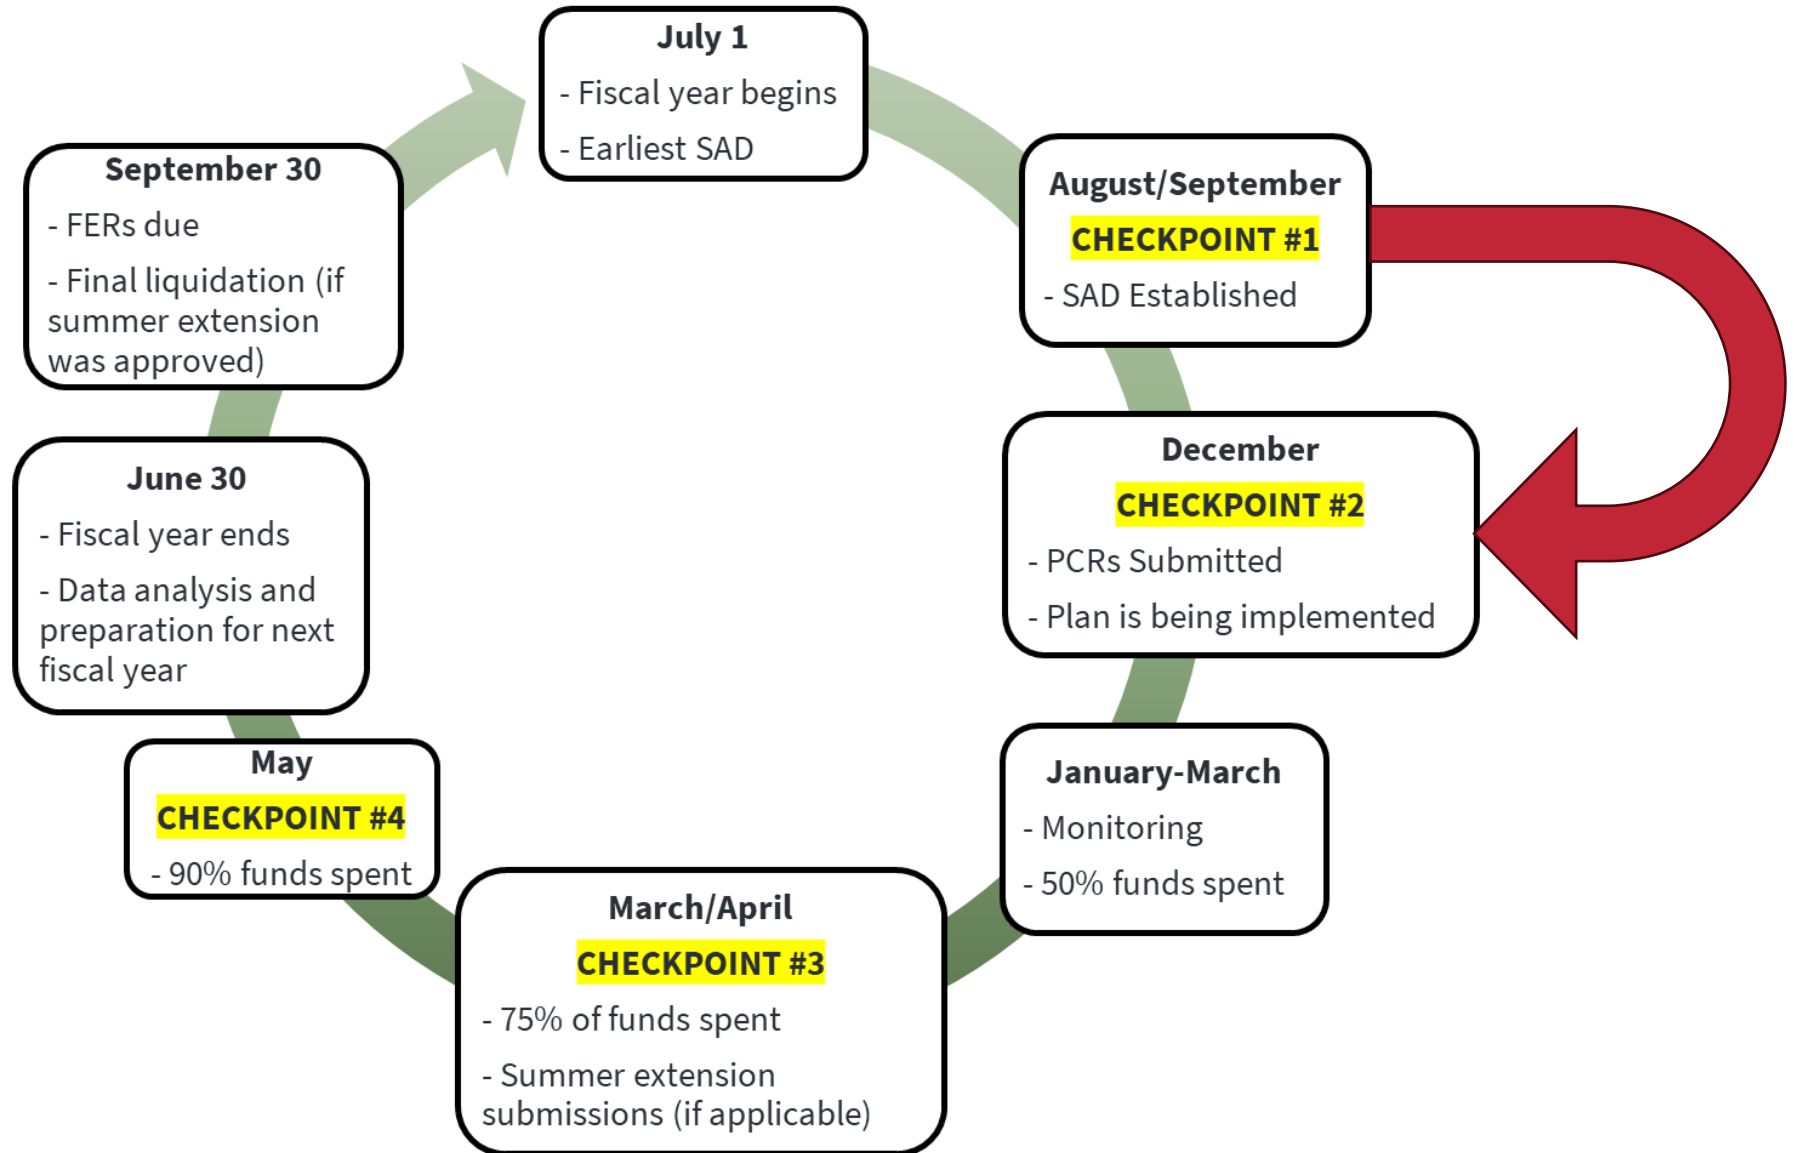 July 1
- Fiscal year begins
- Earliest SAD
August/September
CHECKPOINT #1
- SAD Established
December
CHECKPOINT #2
- PCRs Submitted
- Plan is being implemented
January-March
- Monitoring
- 50% funds spent
March/April
CHECKPOINT #3
- 75% of funds spent
- Summer extension
submissions (if applicable)
May
CHECKPOINT #4
- 90% funds spent
June 30
- Fiscal year ends
- Data analysis and
preparation for next
fiscal year
September 30
- FERs due
- Final liquidation (if
summer extension
was approved)